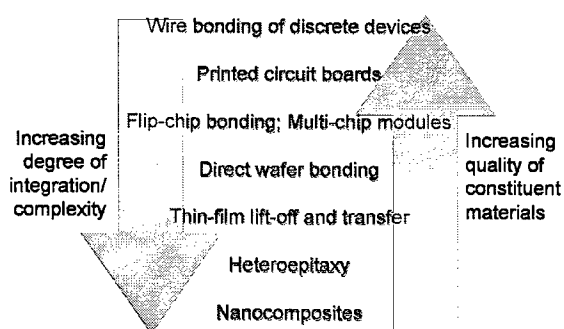 Wire bonding of discrete devices
Printed circuit boards
Flip-chip bonding; Multi-chip modules
Direct wafer bonding
Thin-film lift-off and transfer
Heteroepitaxy
Nanocomposites
Increasing
degree of
integration/
complexity
Increasing
quality of
constituent
materials